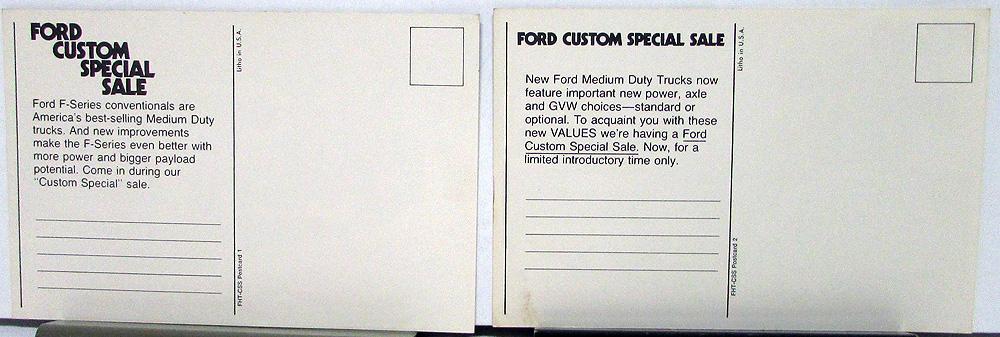 FORD
CUSTOM
SPECIAL
SALE
Ford F-Series conventionals are
America's best-selling Medium Duty
trucks. And new improvements
make the F-Series even better with
more power and bigger payload
potential. Come in during our
"Custom Special" sale.
Litho in U.S.A.
FHT-CSS Postcard 1
FORD CUSTOM SPECIAL SALE
New Ford Medium Duty Trucks now
feature important new power, axle
and GVW choices—standard or
optional. To acquaint you with these
new VALUES we're having a Ford
Custom Special Sale. Now, for a
limited introductory time only.
Litho in U.S.A.
FHT-CSS Postcard 2